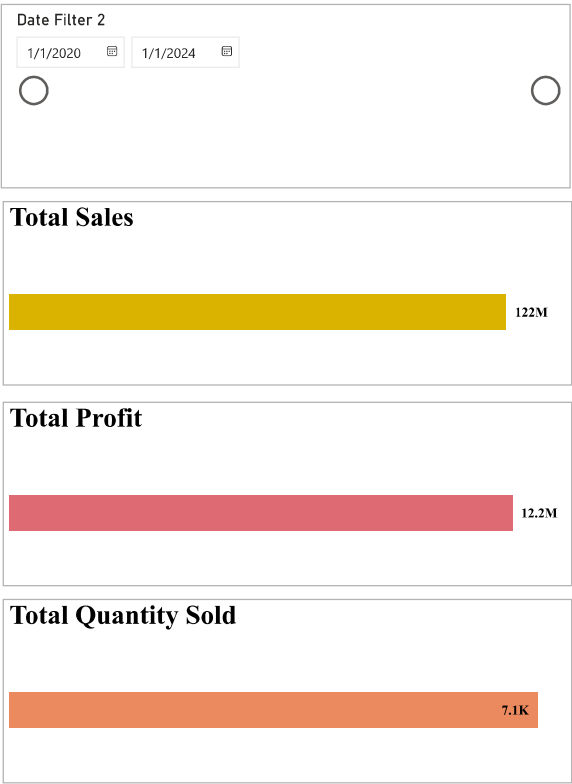 Date Filter 2
1/1/2020 1/1/2024
Total Sales
122M
Total Profit
12.2M
Total Quantity Sold
7.1K